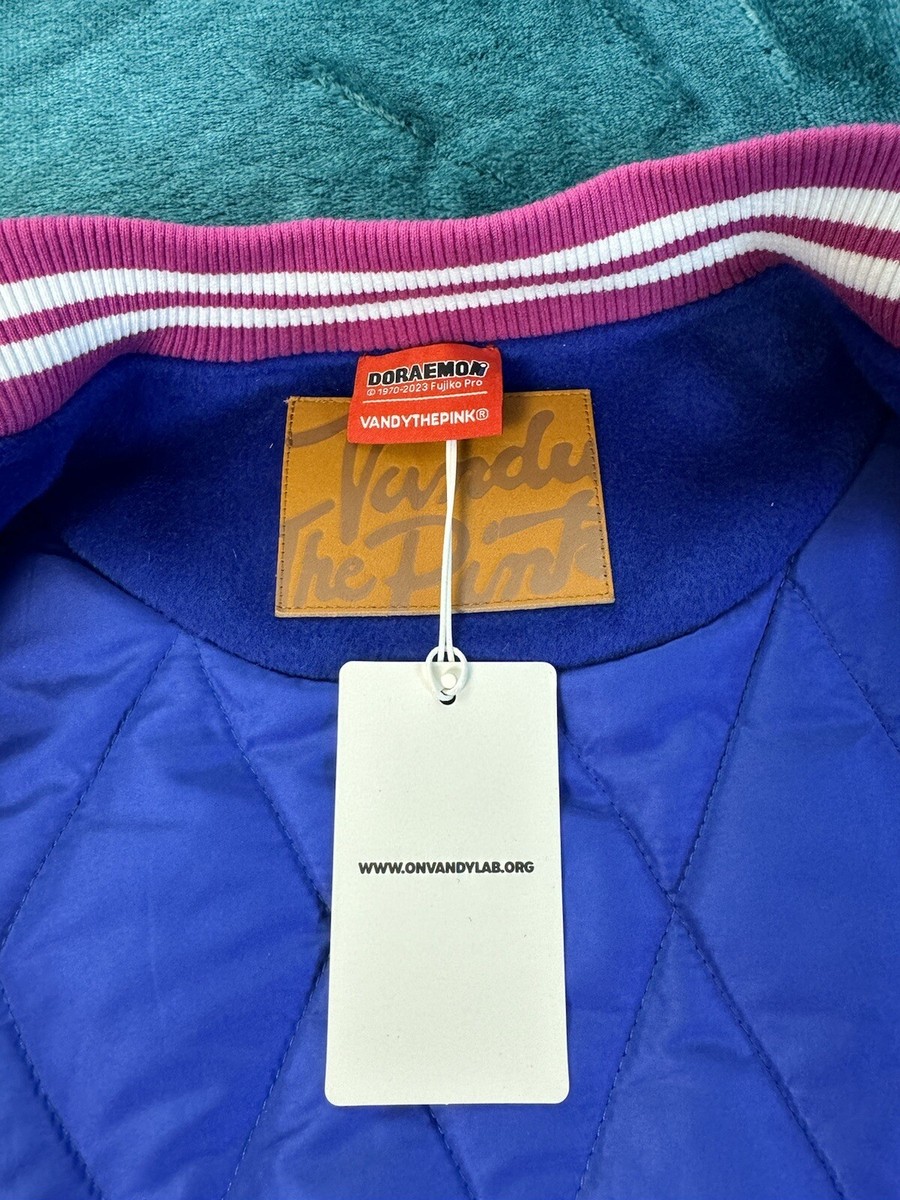 DORAEMON
© 1970-2023 Fujiko Pro
VANDYTHEPINK®
Vandy
The Pink
WWW.ONVANDYLAB.ORG